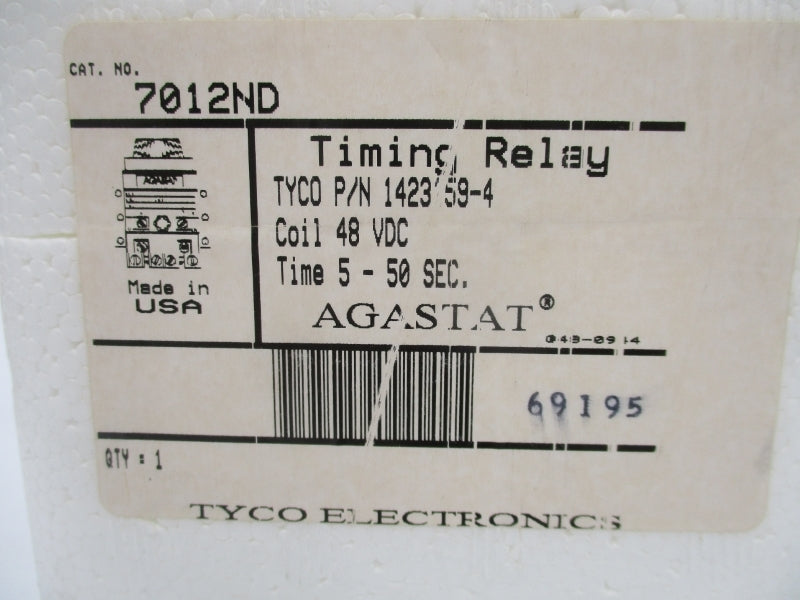 CAT. NO.
7012ND
Timing Relay
TYCO P/N 1423 59-4
Coil 48 VDC
Time 5 - 50 SEC.
AGASTAT®
AGASTAT
Made in
USA
69195
QTY = 1
TYCO ELECTRONICS